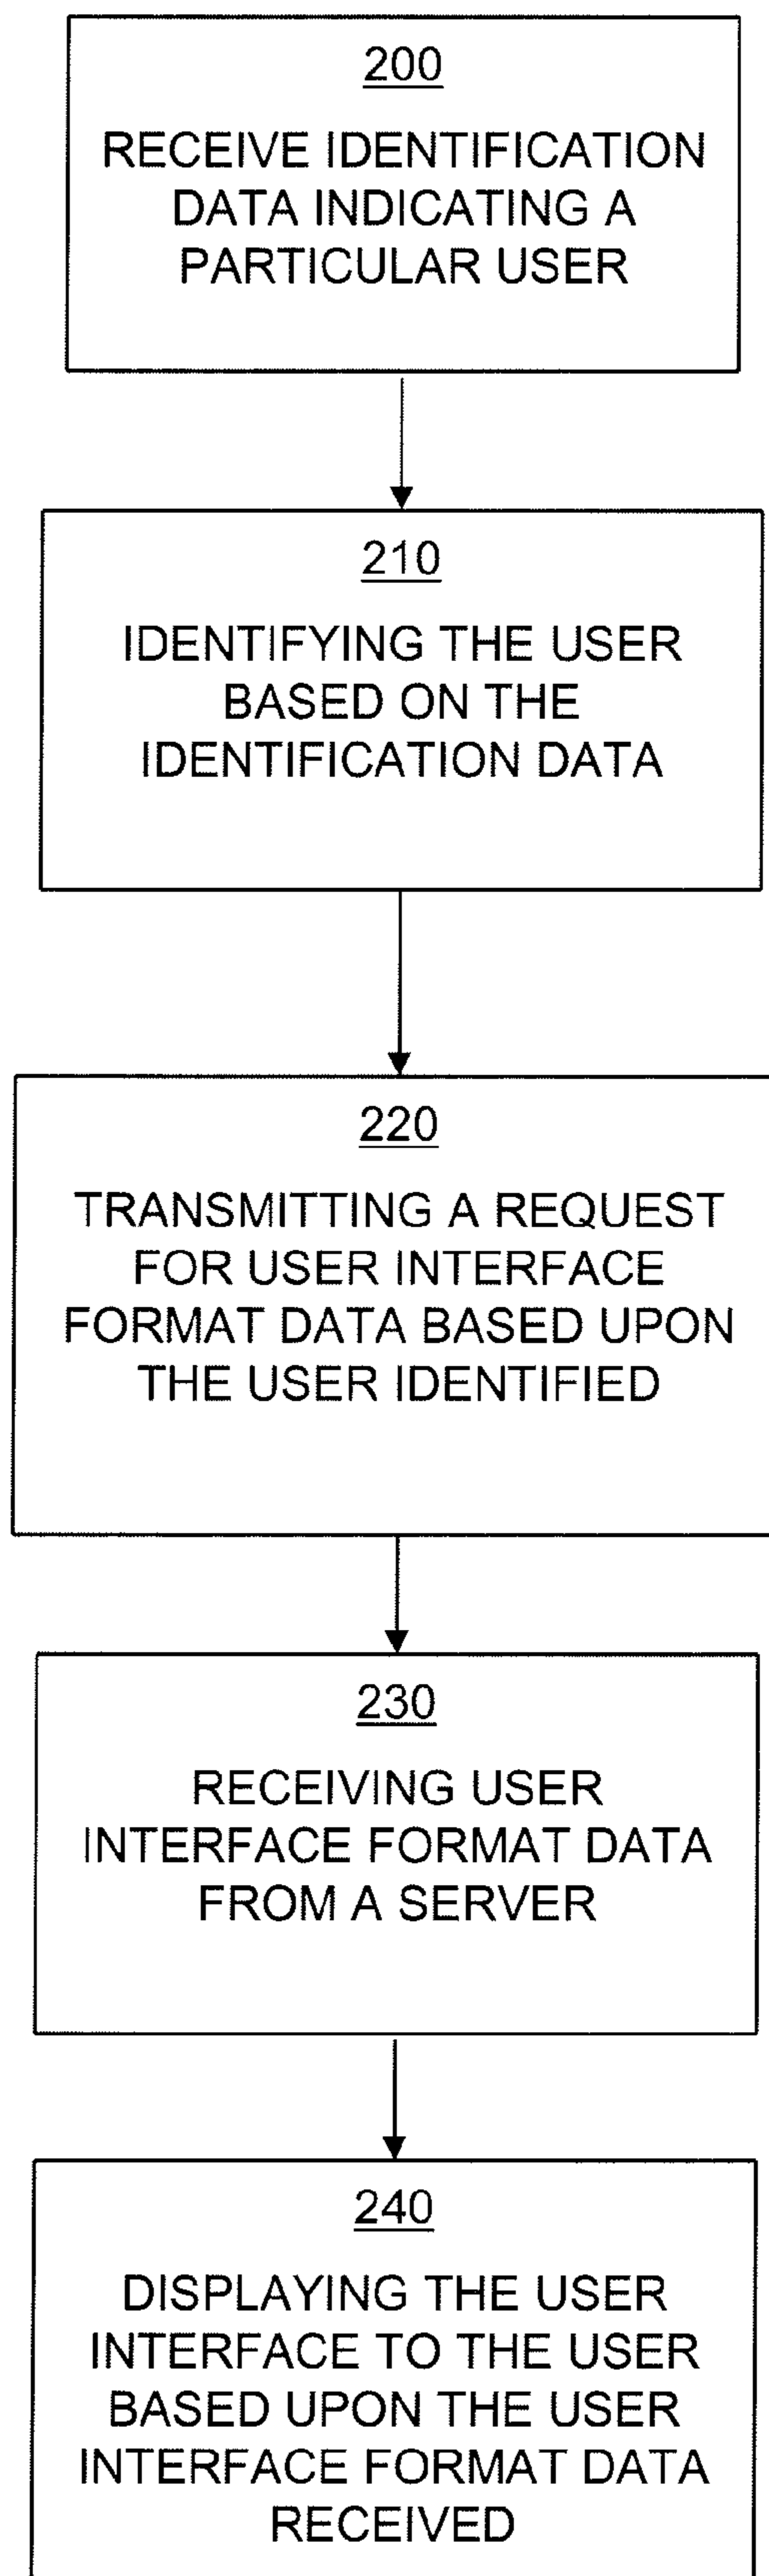 200
RECEIVE IDENTIFICATION
DATA INDICATING A
PARTICULAR USER
210
IDENTIFYING THE USER
BASED ON THE
IDENTIFICATION DATA
220
TRANSMITTING A REQUEST
FOR USER INTERFACE
FORMAT DATA BASED UPON
THE USER IDENTIFIED
230
RECEIVING USER
INTERFACE FORMAT DATA
FROM A SERVER
240
DISPLAYING THE USER
INTERFACE TO THE USER
BASED UPON THE USER
INTERFACE FORMAT DATA
RECEIVED